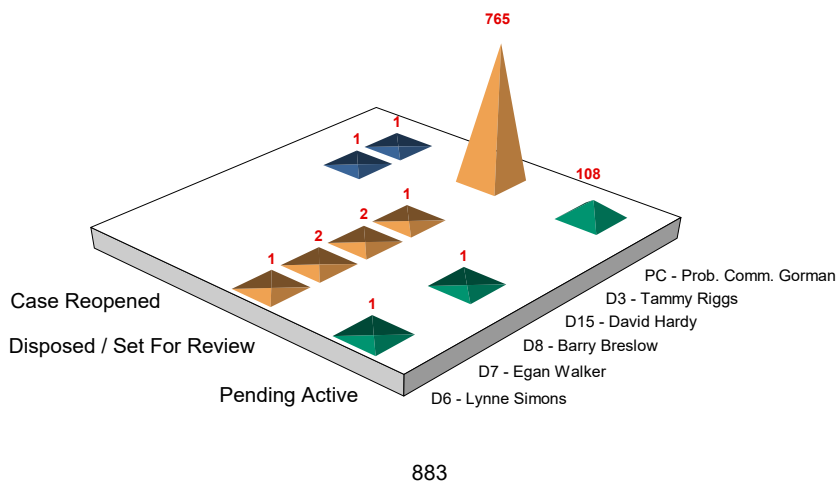 765
1
1
108
1
2
2
1
1
1
PC - Prob. Comm. Gorman
D3 - Tammy Riggs
D15 - David Hardy
D8 - Barry Breslow
D7 - Egan Walker
D6 - Lynne Simons
Case Reopened
Disposed / Set For Review
Pending Active
883